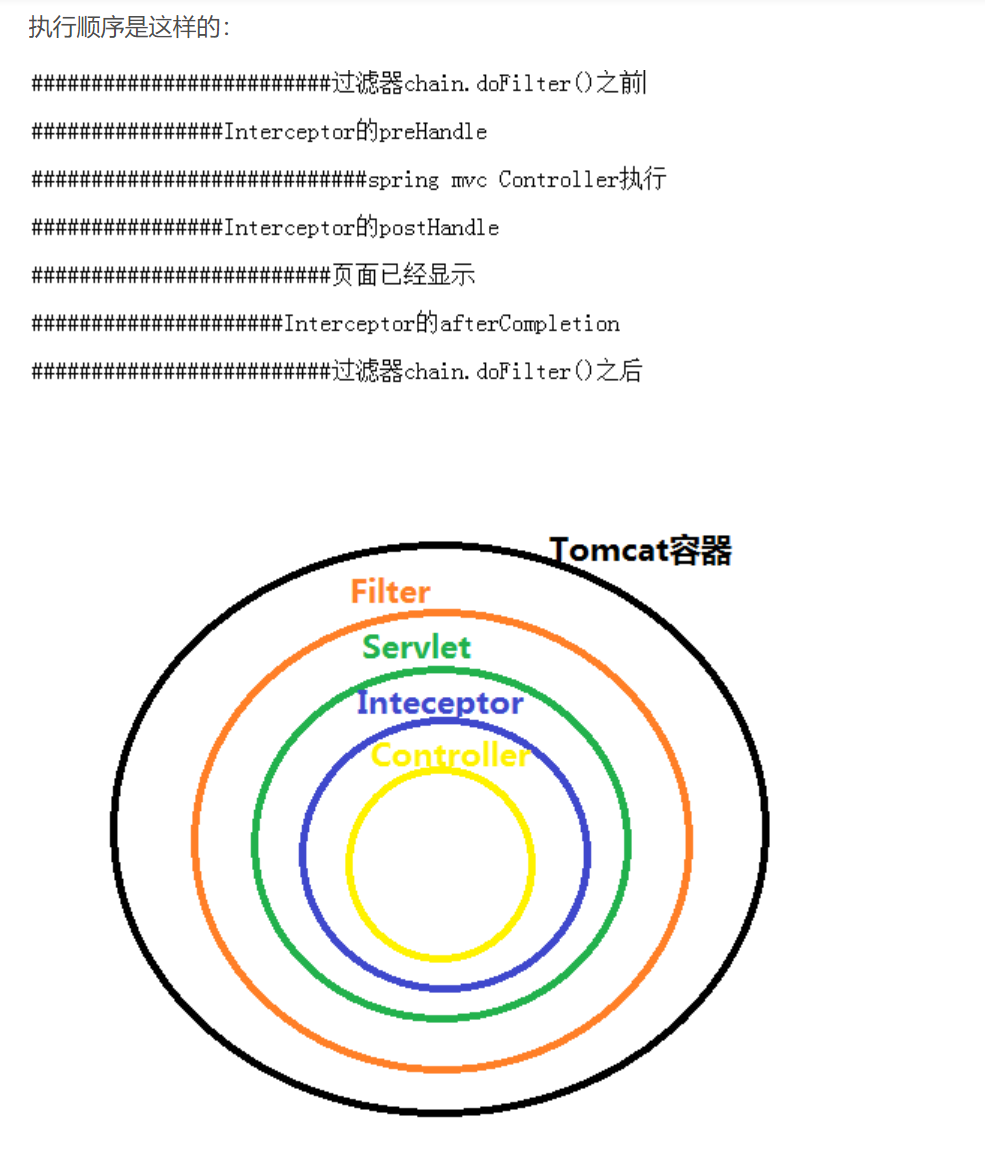 执行顺序是这样的：
#########################过滤器chain.doFilter()之前
################Interceptor的preHandle
############################spring mvc Controller执行
################Interceptor的postHandle
#########################页面已经显示
#####################Interceptor的afterCompletion
#########################过滤器chain.doFilter()之后
Tomcat容器
Filter
Servlet
Inteceptor
Controller